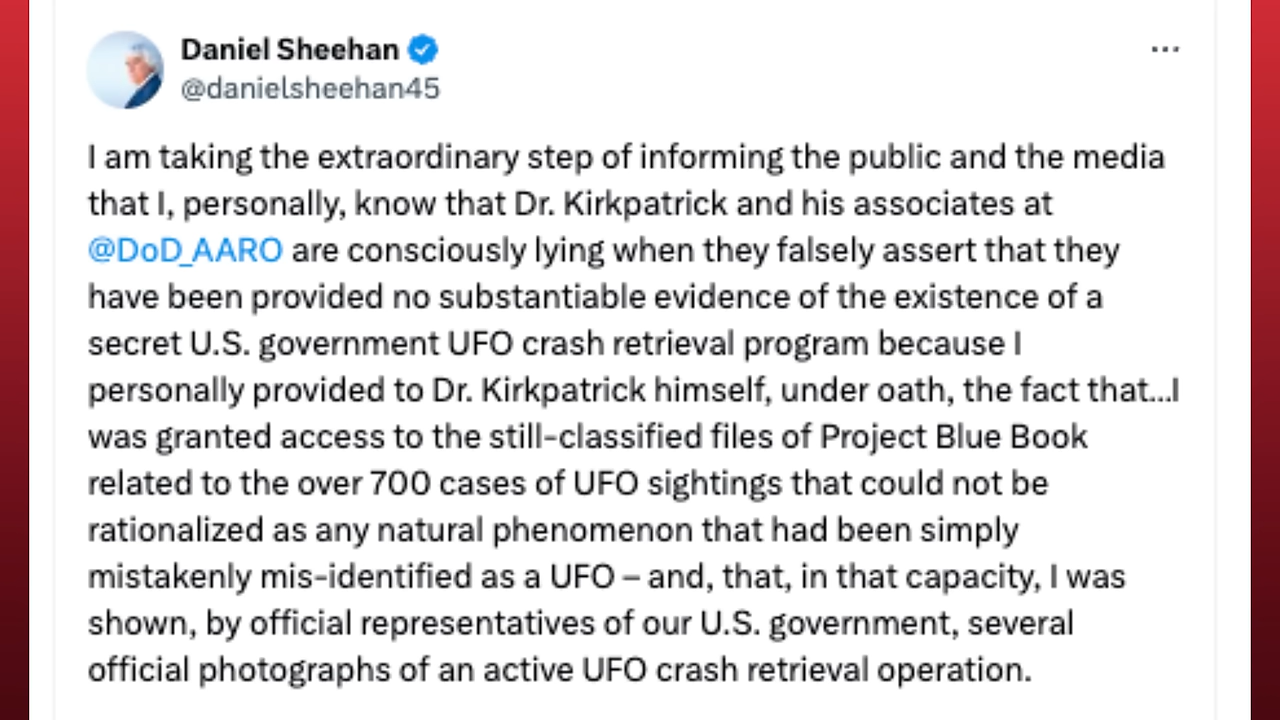 Daniel Sheehan
@danielsheehan45
I am taking the extraordinary step of informing the public and the media
that I, personally, know that Dr. Kirkpatrick and his associates at
@DoD_AARO are consciously lying when they falsely assert that they
have been provided no substantiable evidence of the existence of a
secret U.S. government UFO crash retrieval program because I
personally provided to Dr. Kirkpatrick himself, under oath, the fact that...I
was granted access to the still-classified files of Project Blue Book
related to the over 700 cases of UFO sightings that could not be
rationalized as any natural phenomenon that had been simply
mistakenly mis-identified as a UFO – and, that, in that capacity, I was
shown, by official representatives of our U.S. government, several
official photographs of an active UFO crash retrieval operation.